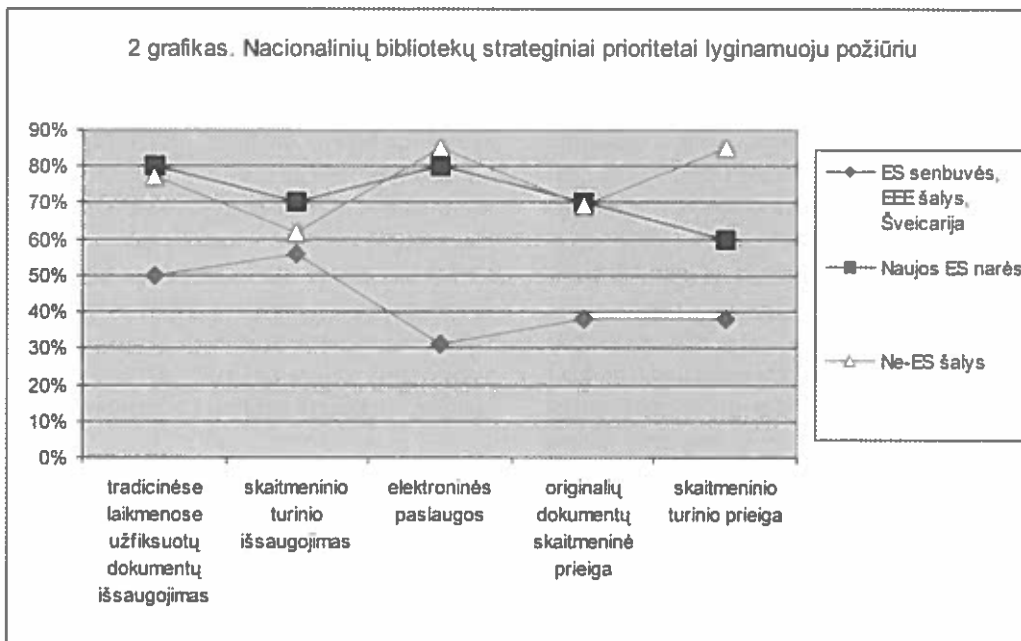 2 grafikas. Nacionalinių bibliotekų strateginiai prioritetai lyginamuoju požiūriu
90%
80%
70%
60%
50%
40%
30%
20%
10%
0%
tradicinėse
laikmenose
užfiksuotų
dokumentų
išsaugojimas
skaitmeninio
turinio
išsaugojimas
elektroninės
paslaugos
originalių
dokumentų
skaitmeninė
prieiga
skaitmeninio
turinio prieiga
ES senbuvės,
EEE šalys,
Šveicarija
Naujos ES narės
Ne-ES šalys